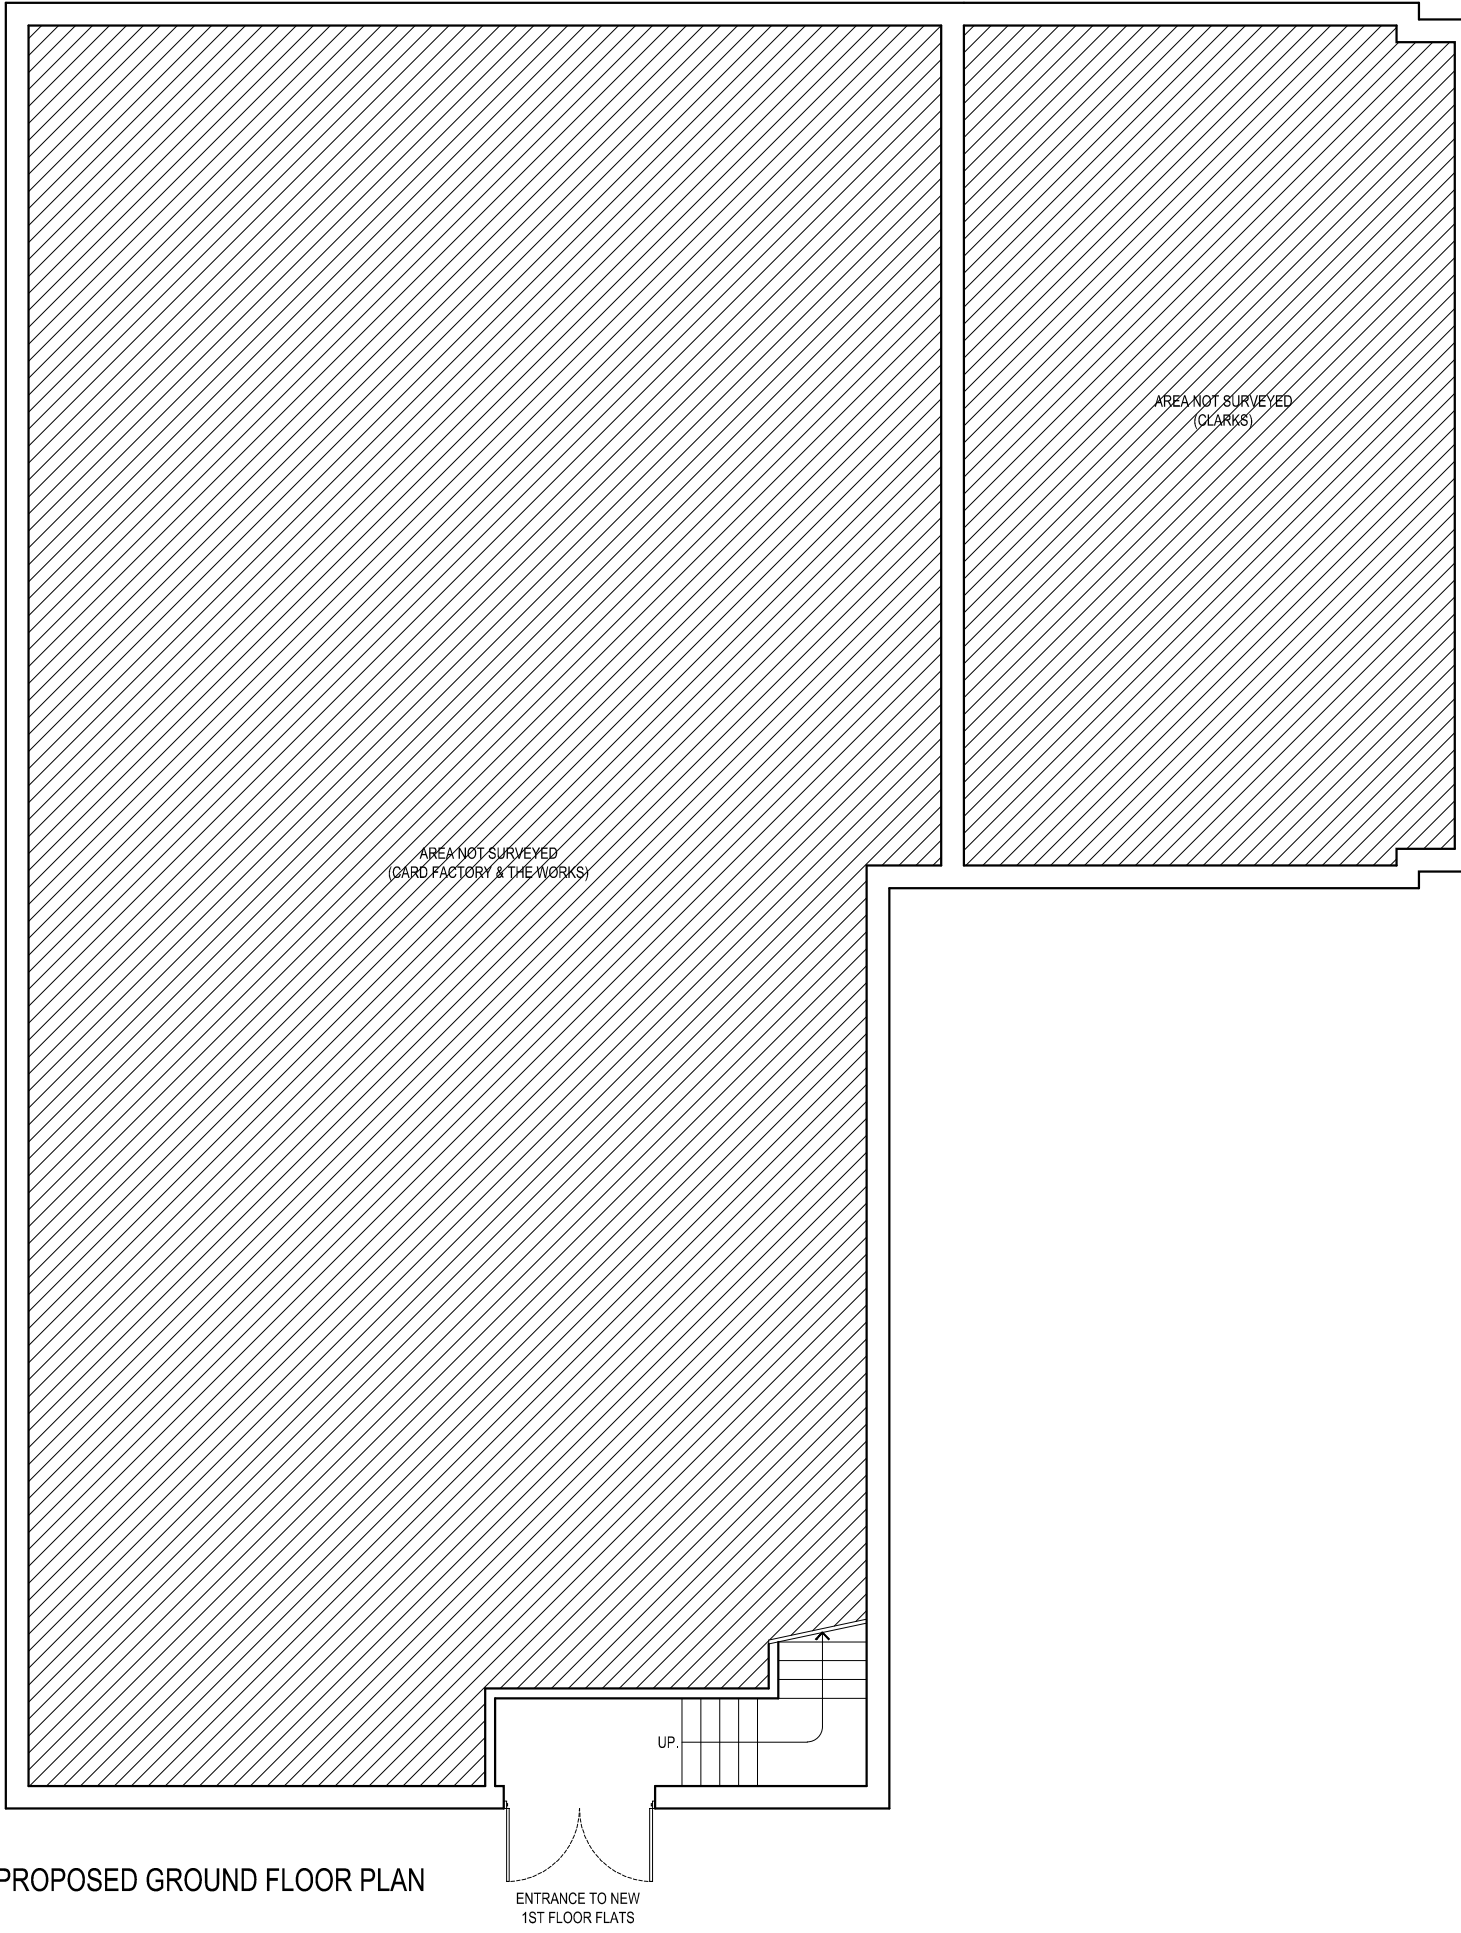 AREA NOT SURVEYED
(CLARKS)
AREA NOT SURVEYED
(CARD FACTORY & THE WORKS)
UP.
PROPOSED GROUND FLOOR PLAN
ENTRANCE TO NEW
1ST FLOOR FLATS